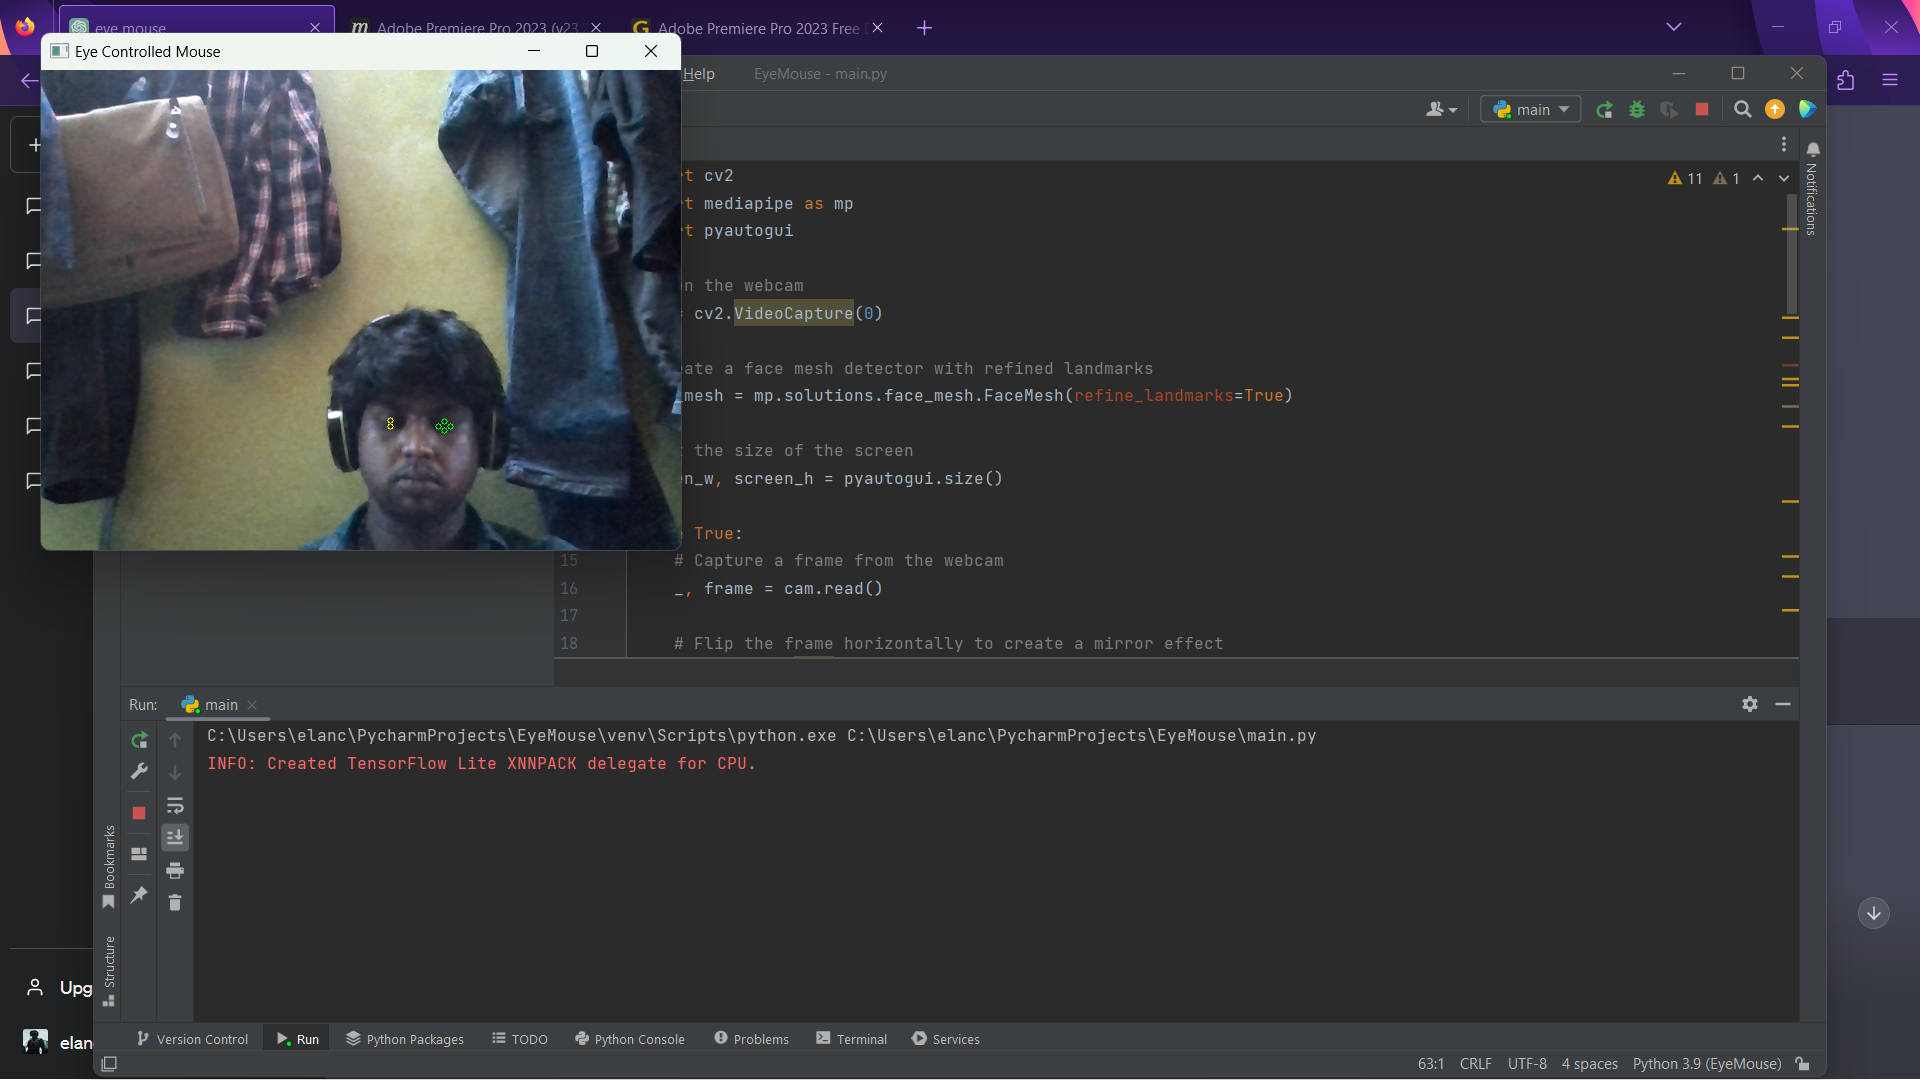 eye mouse
Adobe Premiere Pro 2023 (v23.2
Adobe Premiere Pro 2023 Free D
Eye Controlled Mouse
Help
EyeMouse - main.py
main
t cv2
11
1
t mediapipe as mp
t pyautogui
n the webcam
= cv2.VideoCapture(0)
ate a face mesh detector with refined landmarks
mesh = mp.solutions.face_mesh.FaceMesh(refine_landmarks=True)
the size of the screen
n_w, screen_h = pyautogui.size()
True:
15 # Capture a frame from the webcam
16 _, frame = cam.read()
17
18 # Flip the frame horizontally to create a mirror effect
Notifications
Run:
main
C:\Users\elanc\PycharmProjects\EyeMouse\venv\Scripts\python.exe C:\Users\elanc\PycharmProjects\EyeMouse\main.py
INFO: Created TensorFlow Lite XNNPACK delegate for CPU.
Bookmarks
Structure
Upg
elan
Version Control
Run
Python Packages
TODO
Python Console
Problems
Terminal
Services
63:1
CRLF
UTF-8
4 spaces
Python 3.9 (EyeMouse)